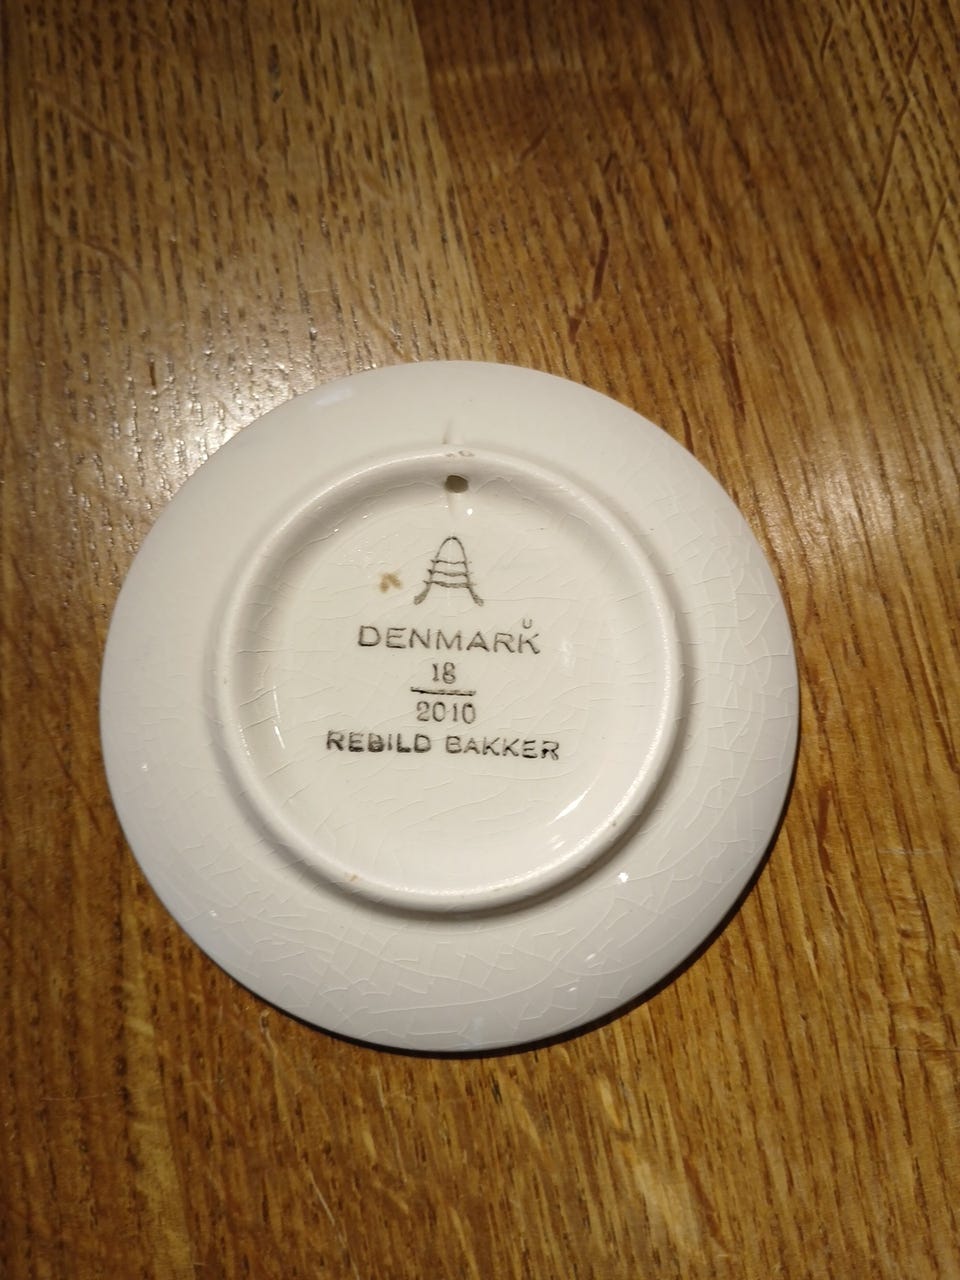 DENMARK
18
2010
REBILD BAKKER